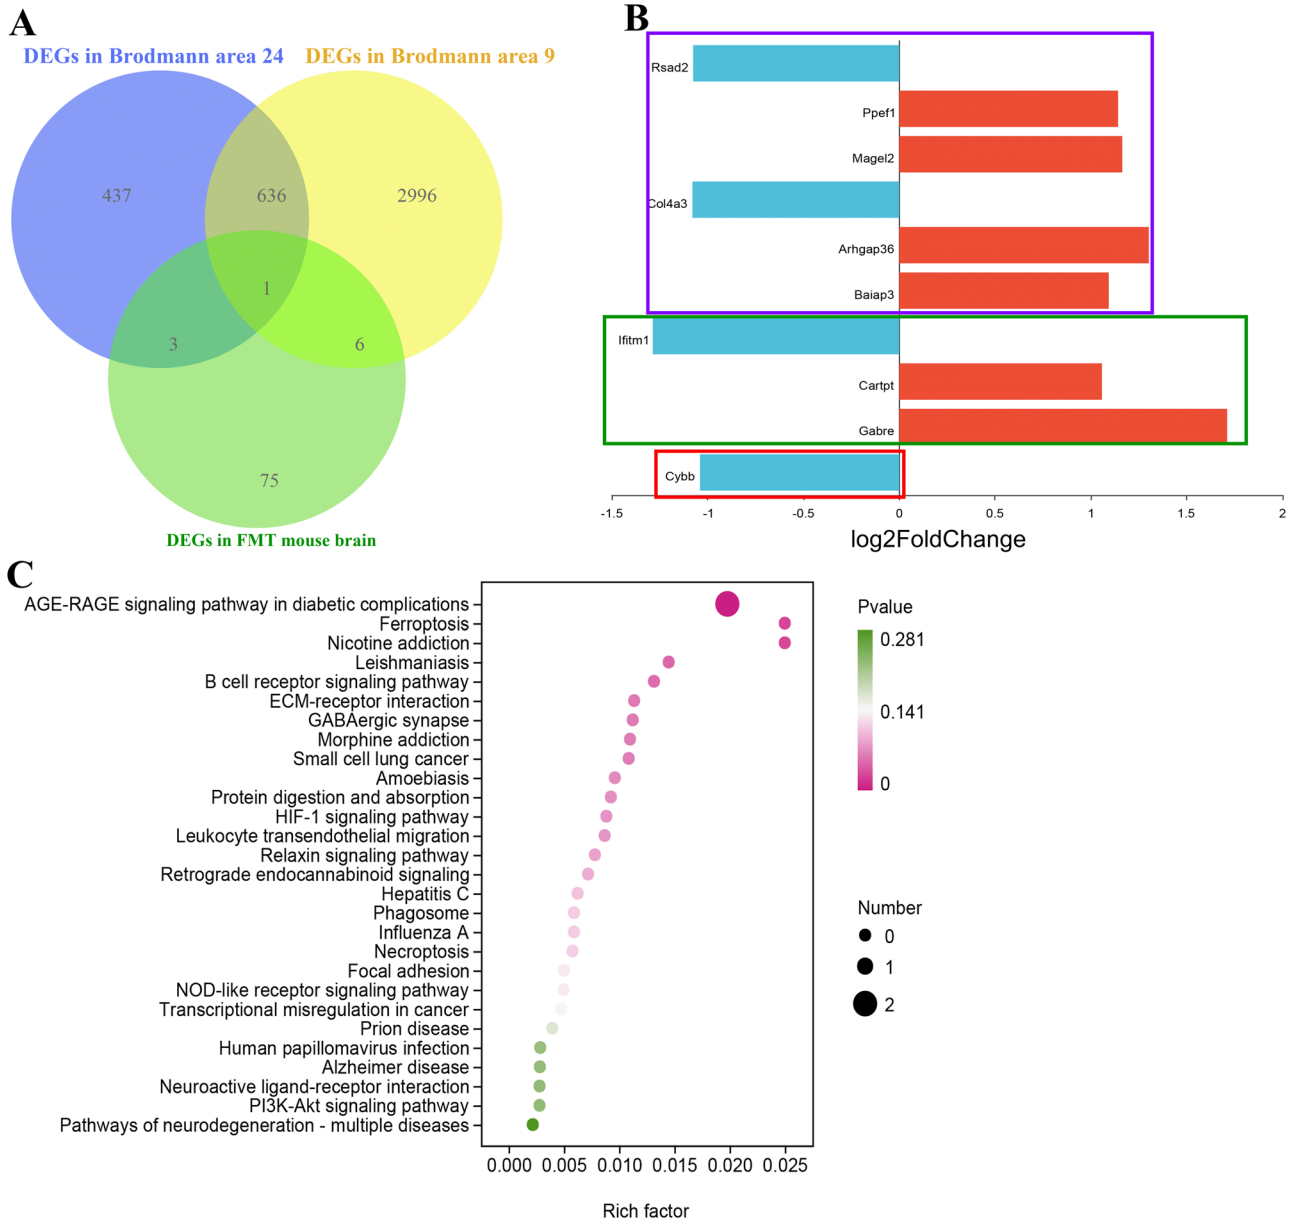 A
DEGs in Brodmann area 24
DEGs in Brodmann area 9
437
636
2996
1
3
6
75
DEGs in FMT mouse brain
B
Rsad2
Ppef1
Magel2
Col4a3
Arhgap36
Baiap3
Ifitm1
Cartpt
Gabre
Cybb
-1.5 -1 -0.5 0 0.5 1 1.5 2
log2FoldChange
C
AGE-RAGE signaling pathway in diabetic complications
Ferroptosis
Nicotine addiction
Leishmaniasis
B cell receptor signaling pathway
ECM-receptor interaction
GABAergic synapse
Morphine addiction
Small cell lung cancer
Amoebiasis
Protein digestion and absorption
HIF-1 signaling pathway
Leukocyte transendothelial migration
Relaxin signaling pathway
Retrograde endocannabinoid signaling
Hepatitis C
Phagosome
Influenza A
Necroptosis
Focal adhesion
NOD-like receptor signaling pathway
Transcriptional misregulation in cancer
Prion disease
Human papillomavirus infection
Alzheimer disease
Neuroactive ligand-receptor interaction
PI3K-Akt signaling pathway
Pathways of neurodegeneration - multiple diseases
0.000 0.005 0.010 0.015 0.020 0.025
Rich factor
Pvalue
0.281
0.141
0
Number
0
1
2